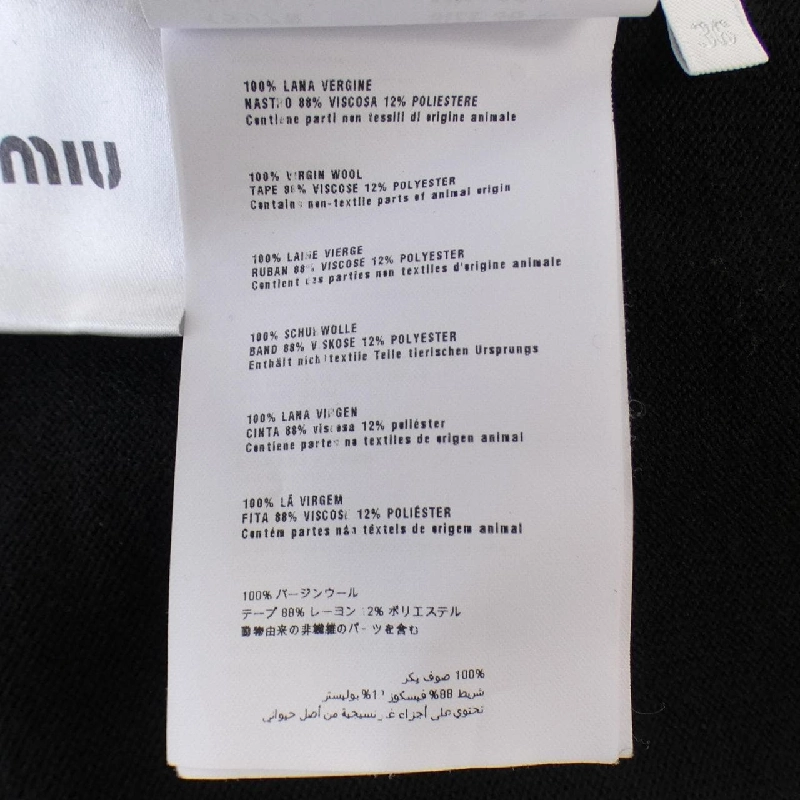 MIU
100% LANA VERGINE
NASTRO 88% VISCOSA 12% POLIESTERE
Contiene parti non tessili di origine animale
100% VIRGIN WOOL
TAPE 88% VISCOSE 12% POLYESTER
Contains non-textile parts of animal origin
100% LAINE VIERGE
RUBAN 88% VISCOSE 12% POLYESTER
Contient des parties non textiles d'origine animale
100% SCHURWOLLE
BAND 88% VISKOSE 12% POLYESTER
Enthält nichttextile Teile tierischen Ursprungs
100% LANA VIRGEN
CINTA 88% viscosa 12% poliéster
Contiene partes no textiles de origen animal
100% LÃ VIRGEM
FITA 88% VISCOSE 12% POLIÉSTER
Contém partes não têxteis de origem animal
100% バージンウール
テープ 88% レーヨン 12% ポリエステル
動物由来の非繊維のパーツを含む
100% صوف بكر
شريط 88% فيسكوز 12% بوليستر
تحتوي على أجزاء غير نسيجية من أصل حيواني